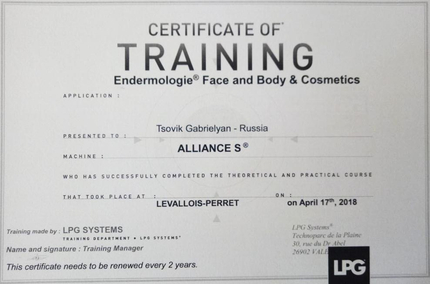 CERTIFICATE OF
TRAINING
Endermologie® Face and Body & Cosmetics
APPLICATION :
Tsovik Gabrielyan - Russia
PRESENTED TO :
ALLIANCE S®
MACHINE :
WHO HAS SUCCESSFULLY COMPLETED THE THEORETICAL AND PRACTICAL COURSE
THAT TOOK PLACE AT : ON :
LEVALLOIS-PERRET on April 17th, 2018
Training made by : LPG SYSTEMS
TRAINING DEPARTMENT • LPG SYSTEMS®
Name and signature : Training Manager
This certificate needs to be renewed every 2 years.
LPG Systems®
Technoparc de la Plaine
30, rue du Dr Abel
26902
LPG